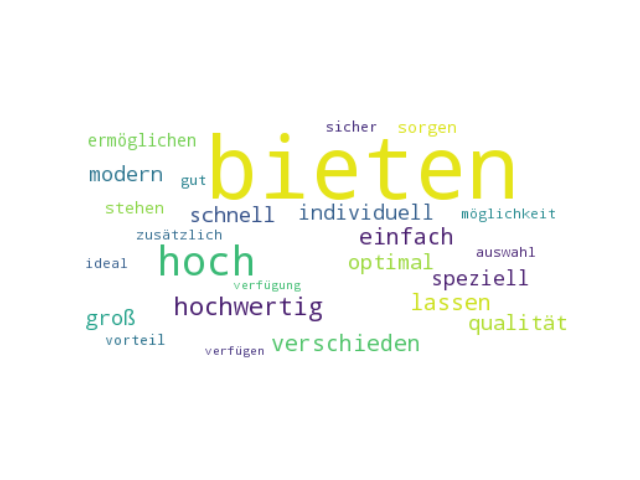 sicher sorgen
ermöglichen bieten
modern gut
stehen schnell individuell möglichkeit
zusätzlich einfach
auswahl
ideal hoch optimal
speziell
verfügung
hochwertig lassen
groß qualität
vorteil verschieden
verfügen